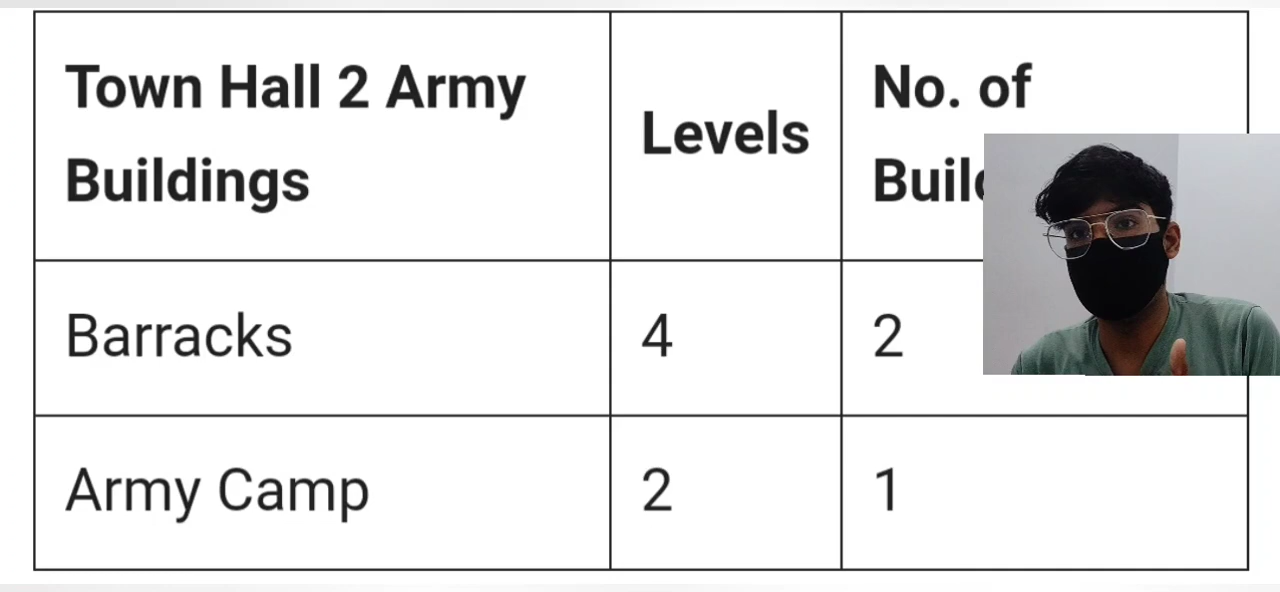 Town Hall 2 Army
Buildings
Levels
No. of
Barracks
4
2
Army Camp
2
1